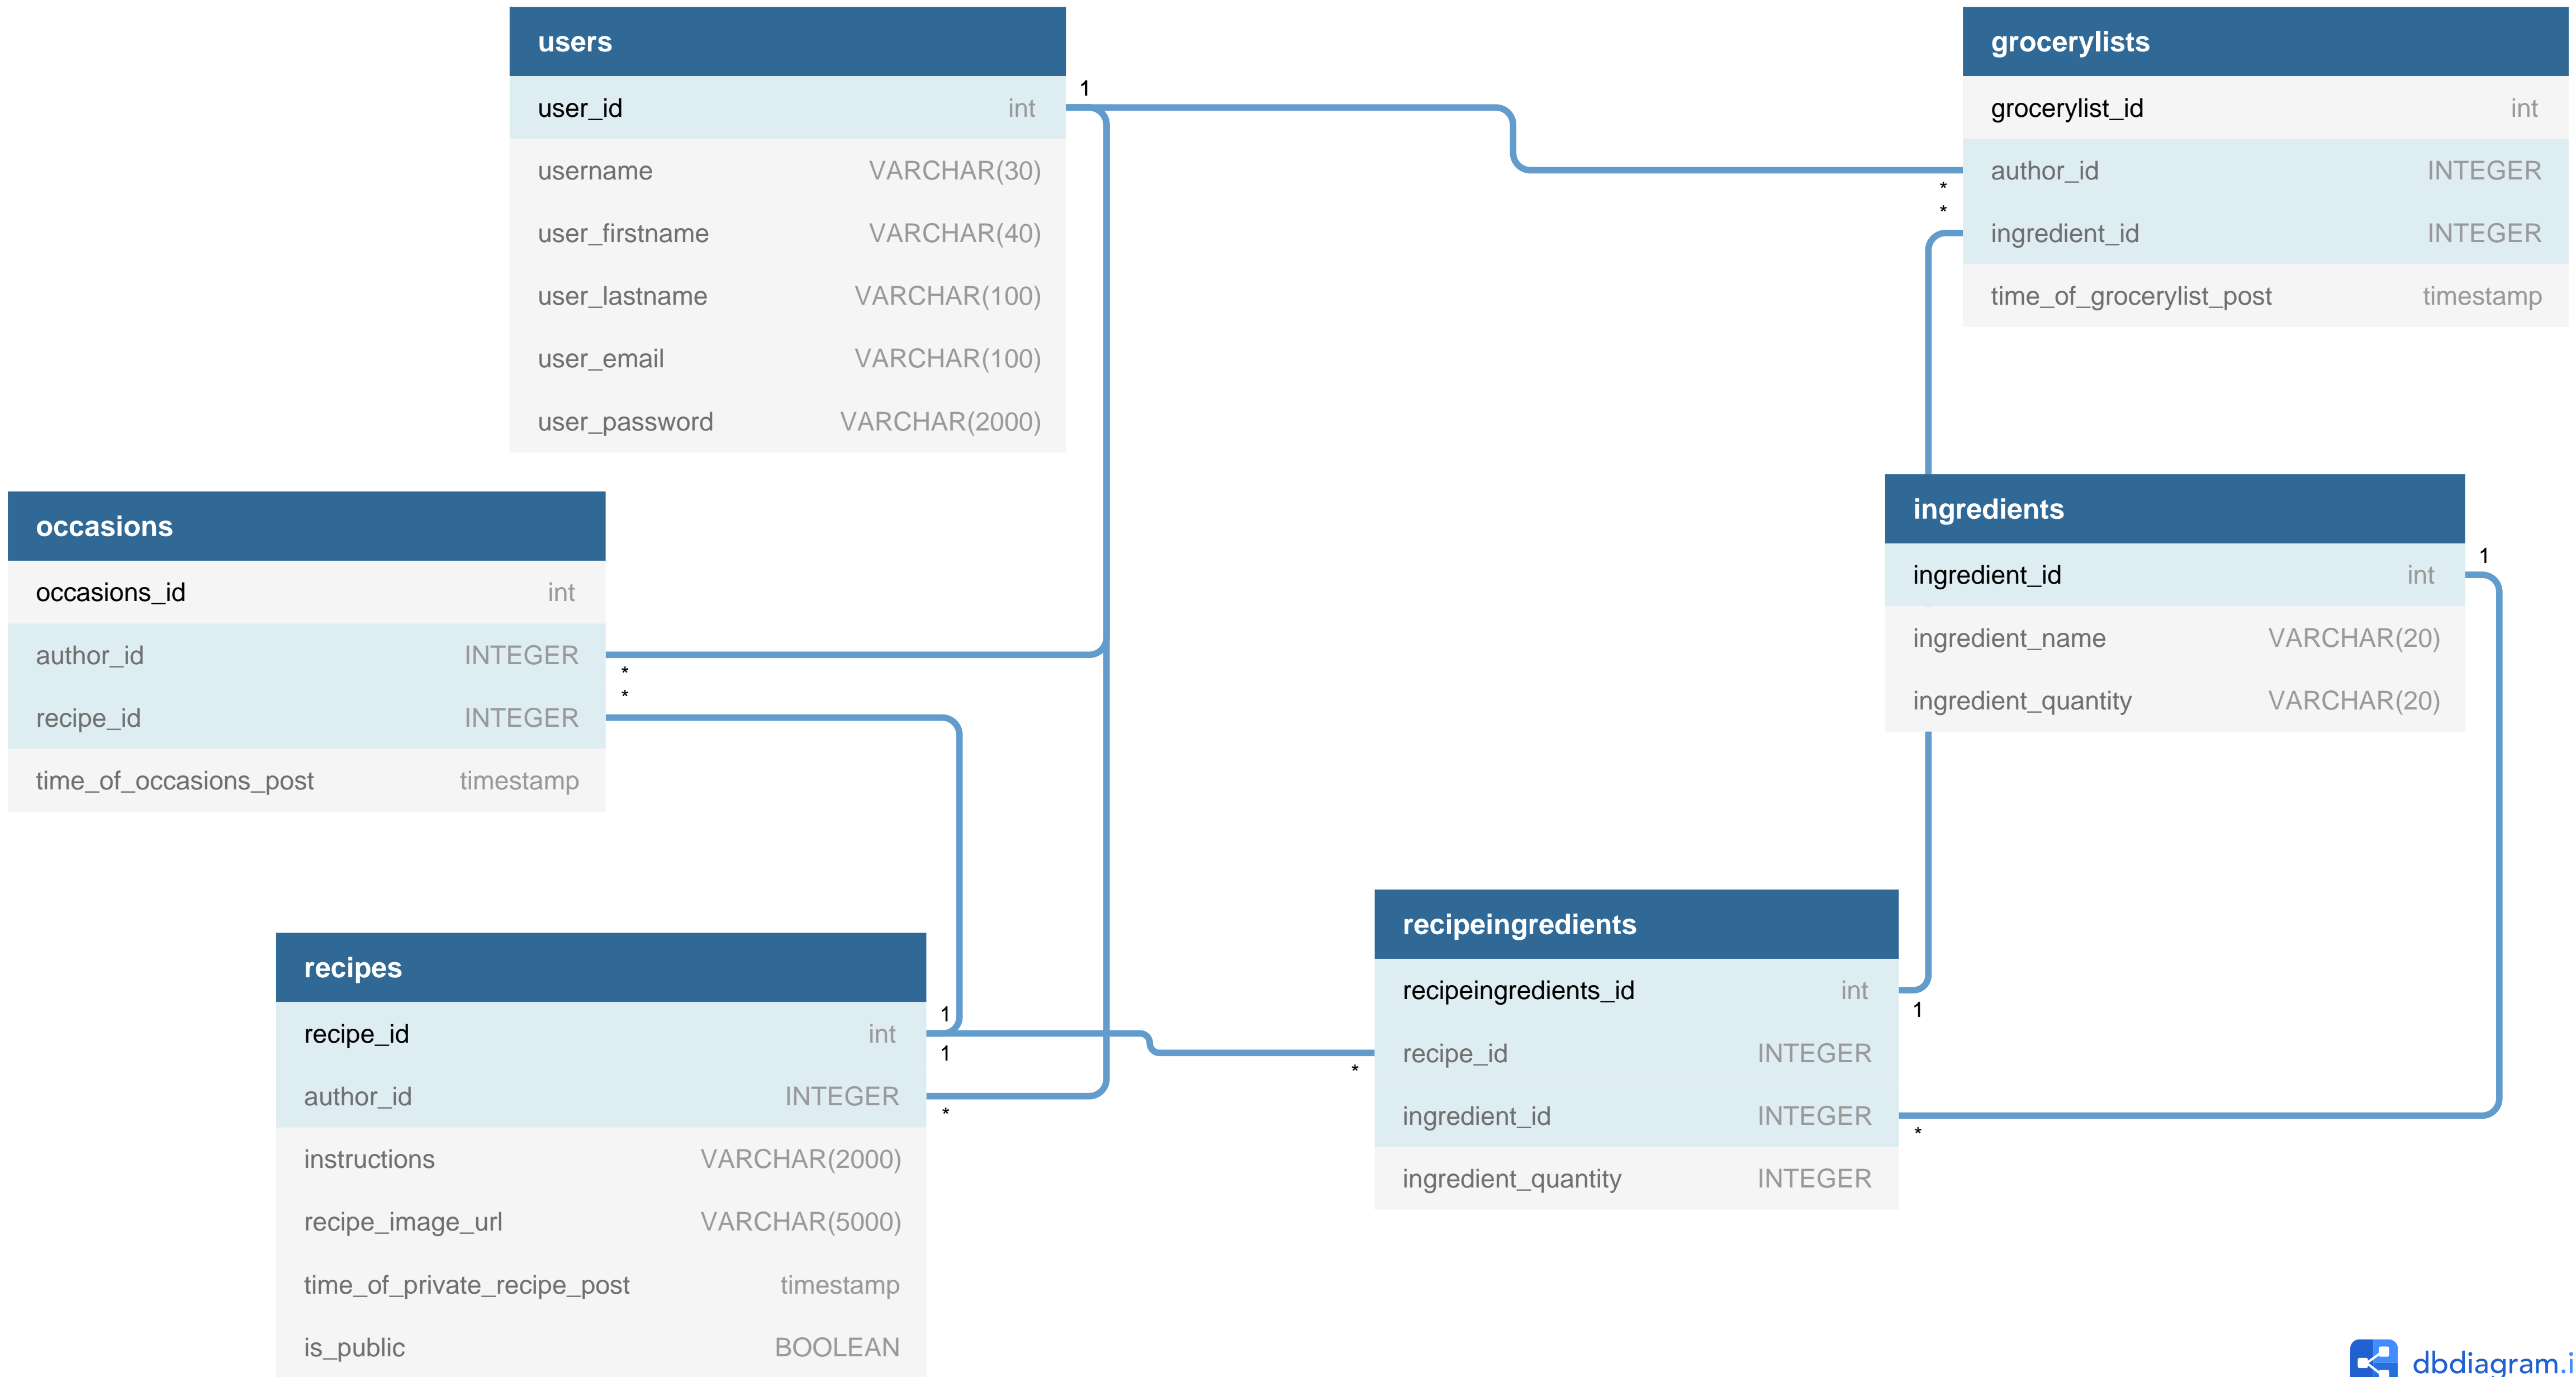 users
user_id int
username VARCHAR(30)
user_firstname VARCHAR(40)
user_lastname VARCHAR(100)
user_email VARCHAR(100)
user_password VARCHAR(2000)
1
grocerylists
grocerylist_id int
author_id INTEGER
ingredient_id INTEGER
time_of_grocerylist_post timestamp
*
*
occasions
occasions_id int
author_id INTEGER
recipe_id INTEGER
time_of_occasions_post timestamp
*
*
ingredients
ingredient_id int
ingredient_name VARCHAR(20)
ingredient_quantity VARCHAR(20)
1
recipes
recipe_id int
author_id INTEGER
instructions VARCHAR(2000)
recipe_image_url VARCHAR(5000)
time_of_private_recipe_post timestamp
is_public BOOLEAN
1
1
*
recipeingredients
recipeingredients_id int
recipe_id INTEGER
ingredient_id INTEGER
ingredient_quantity INTEGER
1
*
*
dbdiagram.i